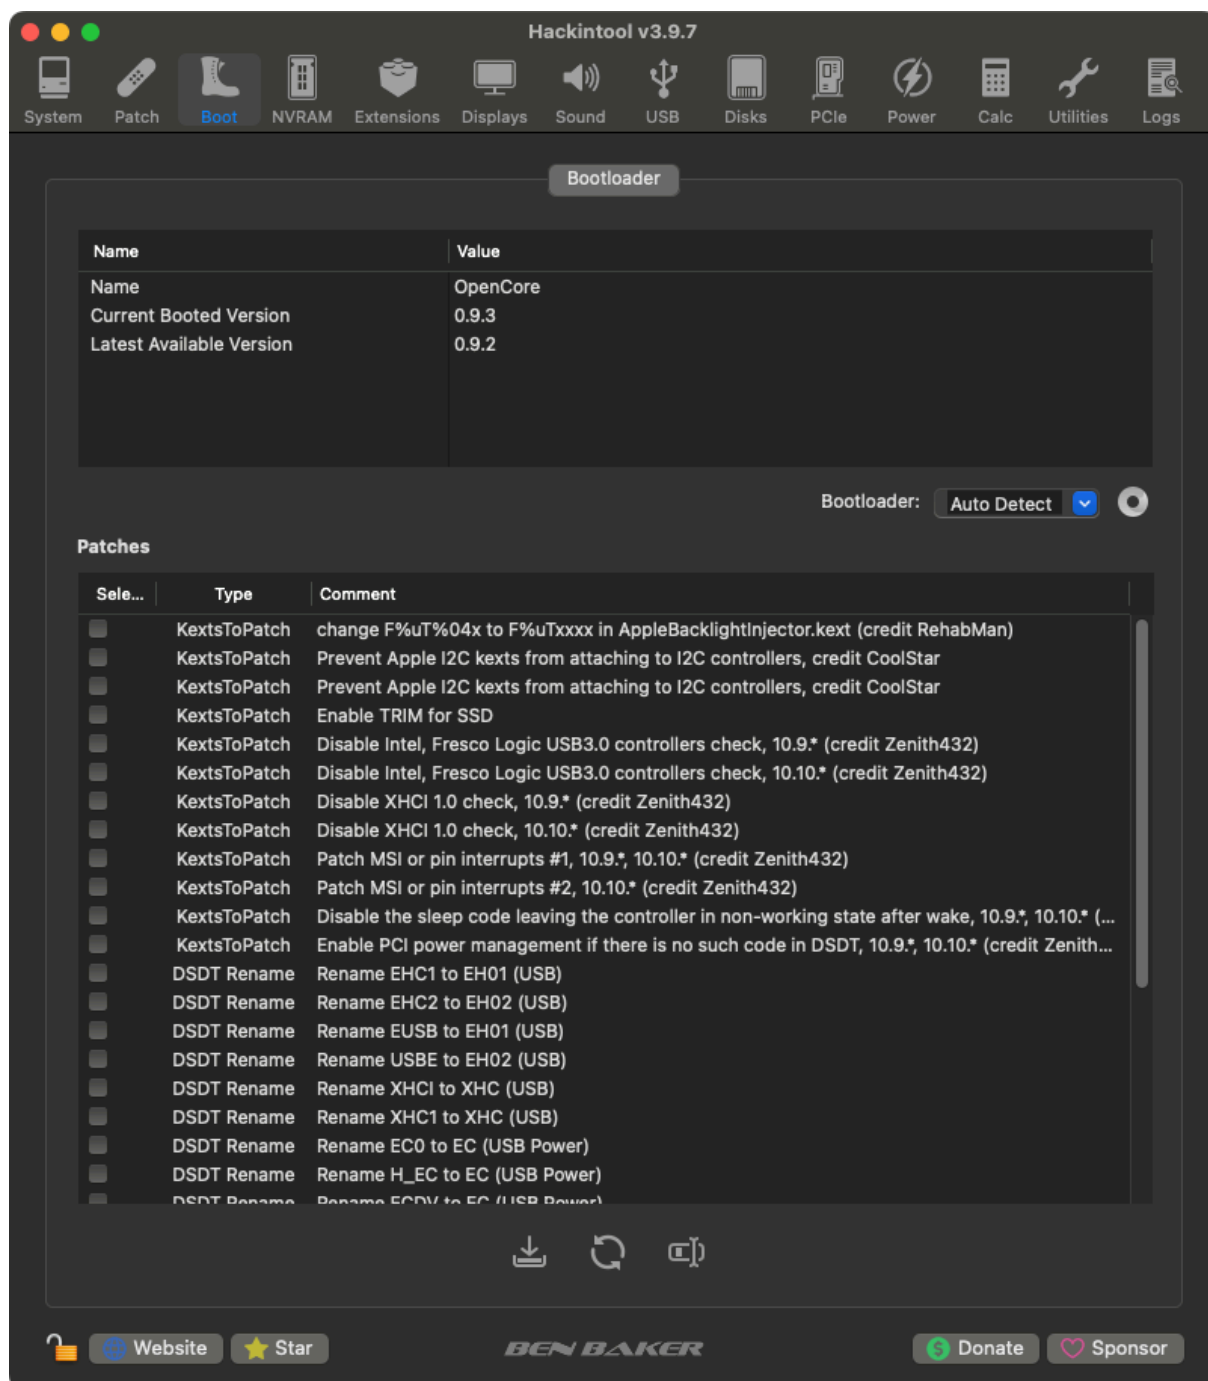 Hackintool v3.9.7
System Patch Boot NVRAM Extensions Displays Sound USB Disks PCIe Power Calc Utilities Logs
Bootloader
Name Value
Name OpenCore
Current Booted Version 0.9.3
Latest Available Version 0.9.2
Bootloader: Auto Detect
Patches
Sele... Type Comment
KextsToPatch change F%uT%04x to F%uTxxxx in AppleBacklightInjector.kext (credit RehabMan)
KextsToPatch Prevent Apple I2C kexts from attaching to I2C controllers, credit CoolStar
KextsToPatch Prevent Apple I2C kexts from attaching to I2C controllers, credit CoolStar
KextsToPatch Enable TRIM for SSD
KextsToPatch Disable Intel, Fresco Logic USB3.0 controllers check, 10.9.* (credit Zenith432)
KextsToPatch Disable Intel, Fresco Logic USB3.0 controllers check, 10.10.* (credit Zenith432)
KextsToPatch Disable XHCI 1.0 check, 10.9.* (credit Zenith432)
KextsToPatch Disable XHCI 1.0 check, 10.10.* (credit Zenith432)
KextsToPatch Patch MSI or pin interrupts #1, 10.9.*, 10.10.* (credit Zenith432)
KextsToPatch Patch MSI or pin interrupts #2, 10.10.* (credit Zenith432)
KextsToPatch Disable the sleep code leaving the controller in non-working state after wake, 10.9.*, 10.10.* (...
KextsToPatch Enable PCI power management if there is no such code in DSDT, 10.9.*, 10.10.* (credit Zenith...
DSDT Rename Rename EHC1 to EH01 (USB)
DSDT Rename Rename EHC2 to EH02 (USB)
DSDT Rename Rename EUSB to EH01 (USB)
DSDT Rename Rename USBE to EH02 (USB)
DSDT Rename Rename XHCI to XHC (USB)
DSDT Rename Rename XHC1 to XHC (USB)
DSDT Rename Rename EC0 to EC (USB Power)
DSDT Rename Rename H_EC to EC (USB Power)
DSDT Rename Rename ECDV to EC (USB Power)
Website Star BEN BAKER Donate Sponsor